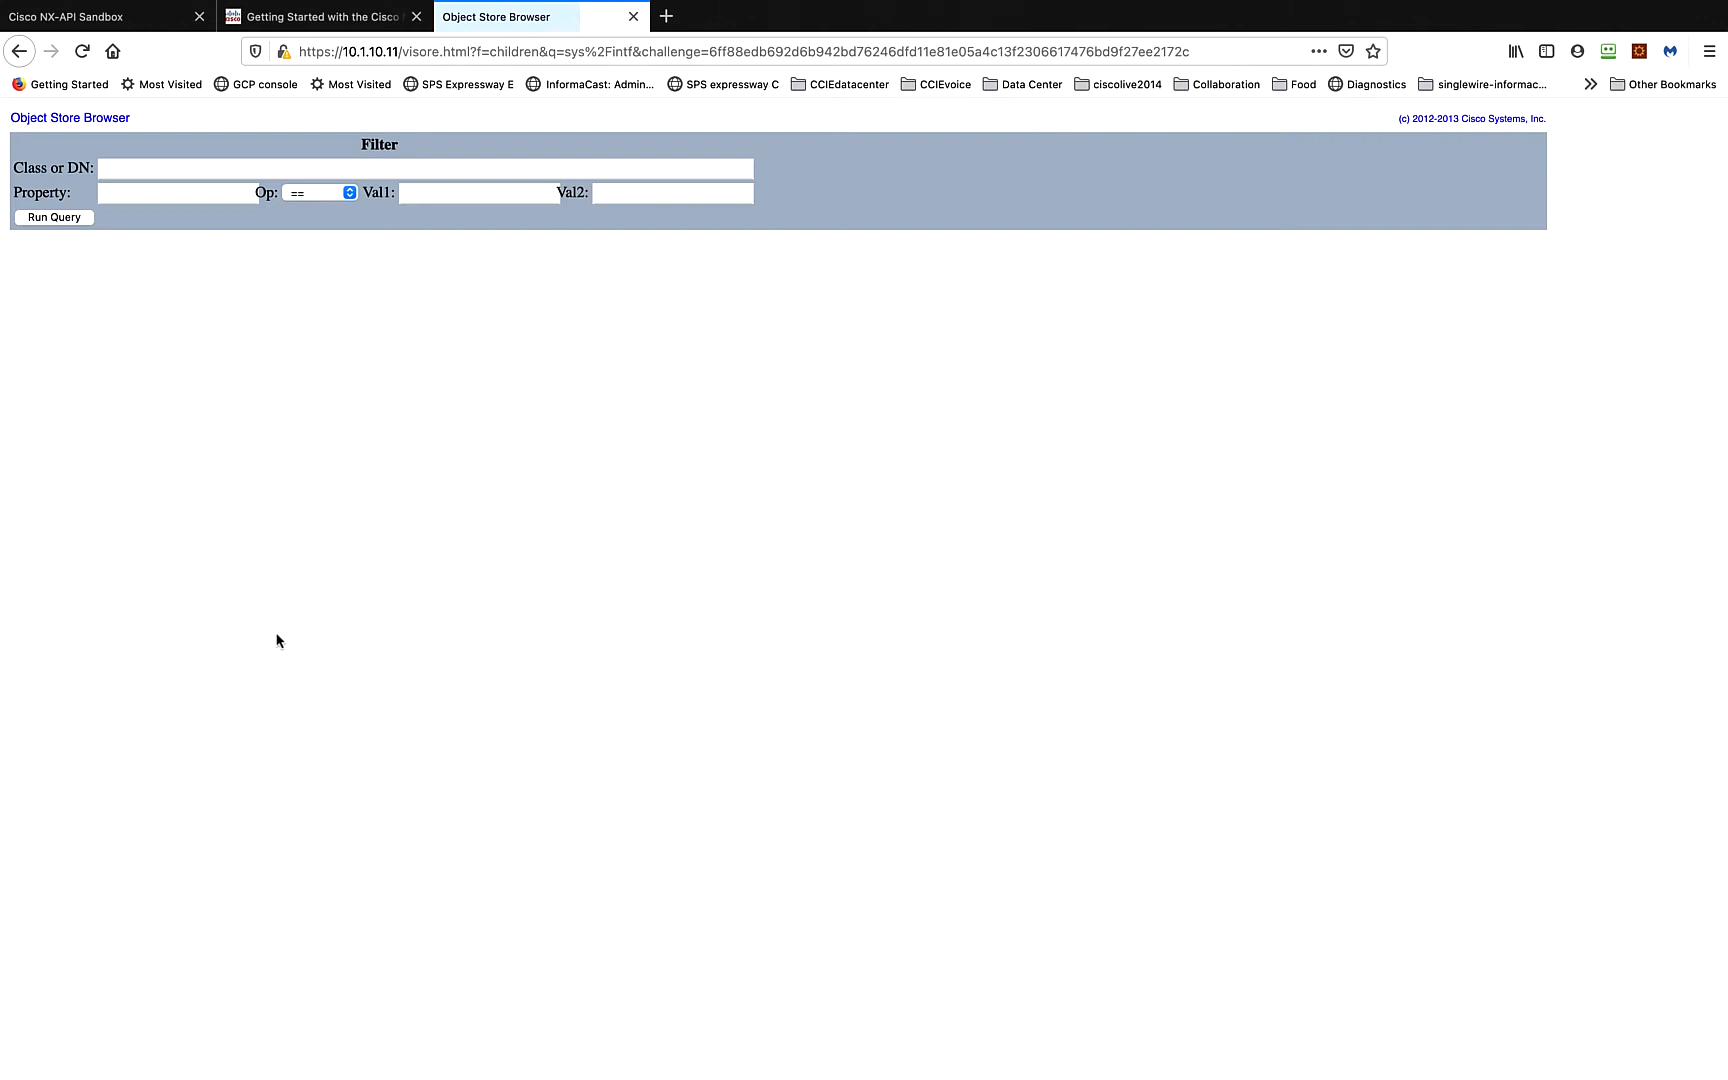 Cisco NX-API Sandbox
Getting Started with the Cisco
Object Store Browser
https://10.1.10.11/visore.html?f=children&q=sys%2Fintf&challenge=6ff88edb692d6b942bd76246dfd11e81e05a4c13f2306617476bd9f27ee2172c
Getting Started Most Visited GCP console Most Visited SPS Expressway E InformaCast: Admin... SPS expressway C CCIEdatacenter CCIEvoice Data Center ciscolive2014 Collaboration Food Diagnostics singlewire-informac... Other Bookmarks
Object Store Browser
(c) 2012-2013 Cisco Systems, Inc.
Filter
Class or DN:
Property: Op: == Val1: Val2:
Run Query